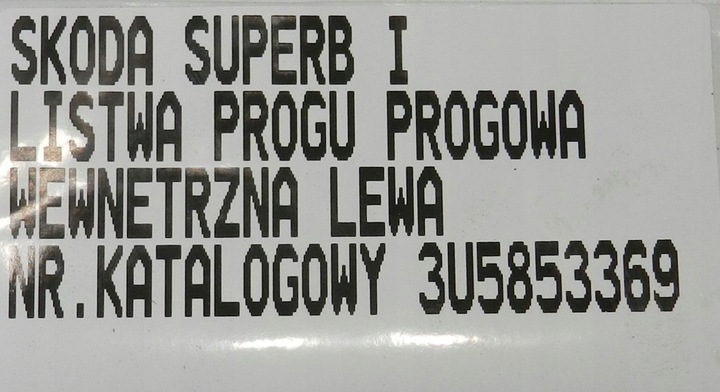 SKODA SUPERB I
LISTWA PROGU PROGOWA
WEWNETRZNA LEWA
NR.KATALOGOWY 3U5853369